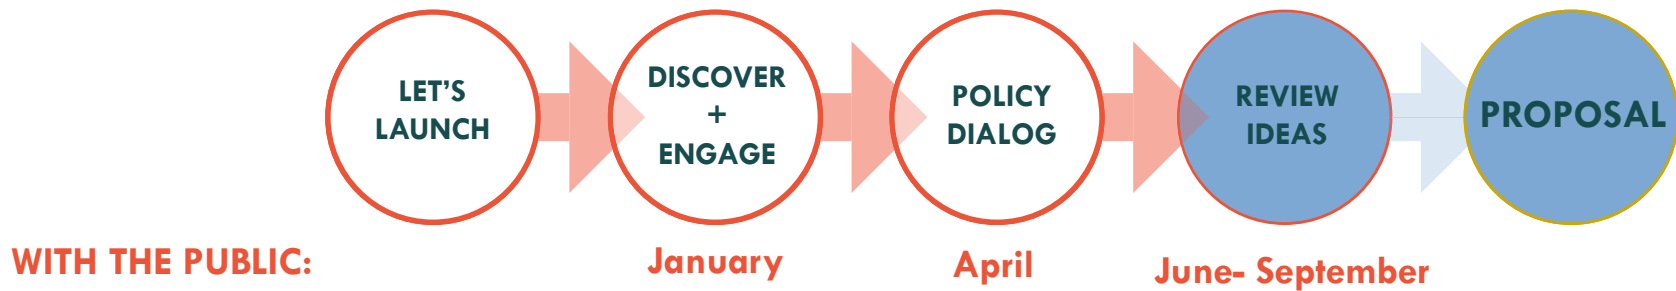 LET'S
LAUNCH
DISCOVER
+
ENGAGE
POLICY
DIALOG
REVIEW
IDEAS
PROPOSAL
WITH THE PUBLIC:
January
April
June- September